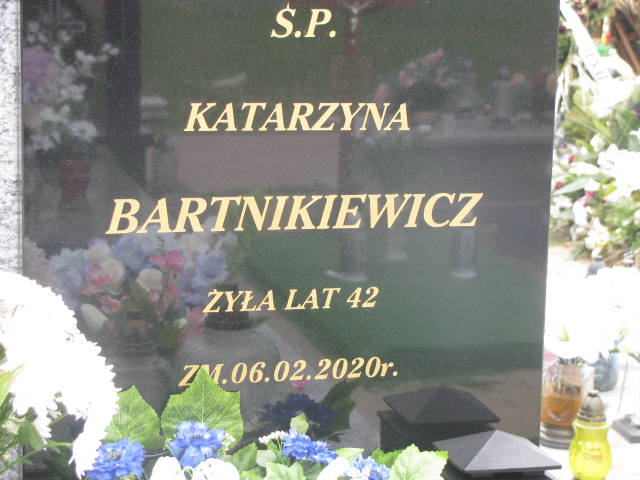 Ś.P.
KATARZYNA
BARTNIKIEWICZ
ŻYŁA LAT 42
ZM.06.02.2020r.